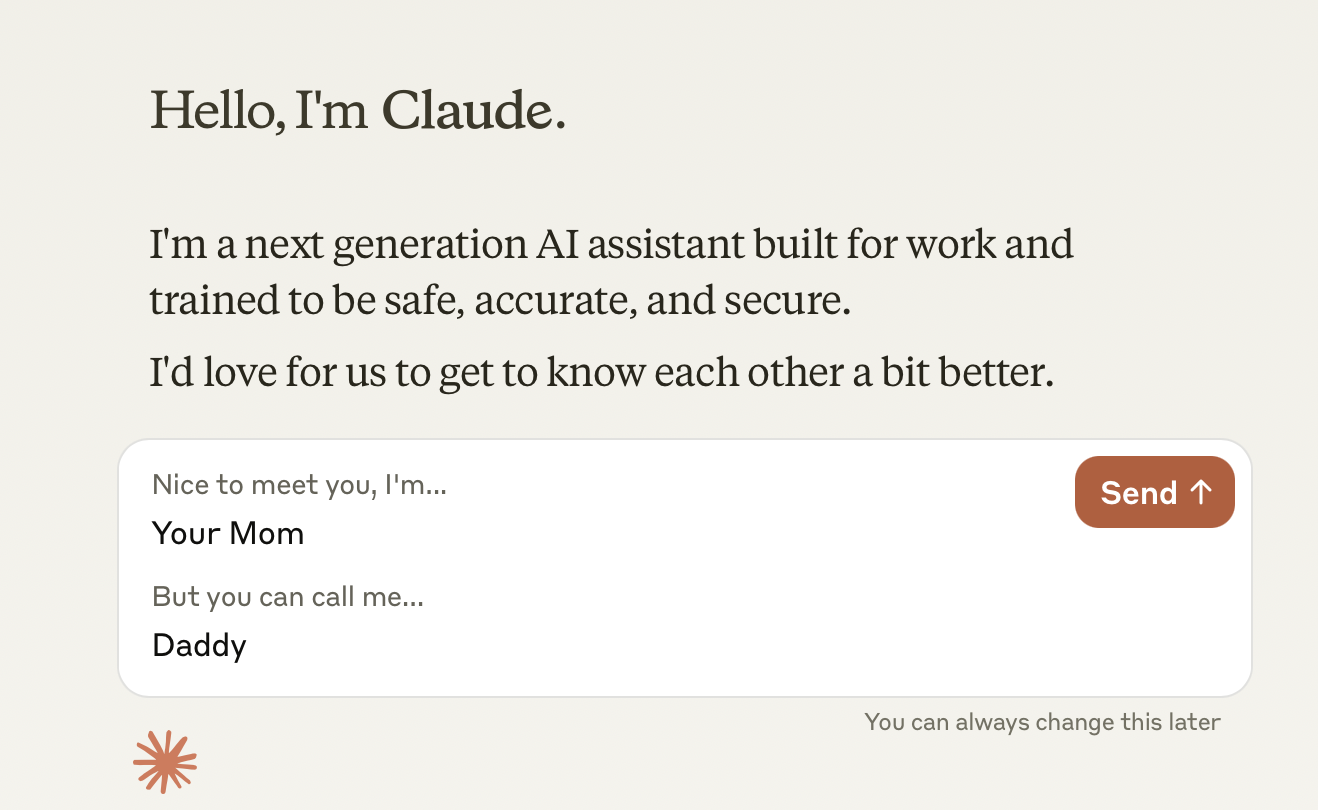 Hello, I'm Claude.
I'm a next generation AI assistant built for work and
trained to be safe, accurate, and secure.
I'd love for us to get to know each other a bit better.
Nice to meet you, I'm...
Send ↑
Your Mom
But you can call me...
Daddy
You can always change this later